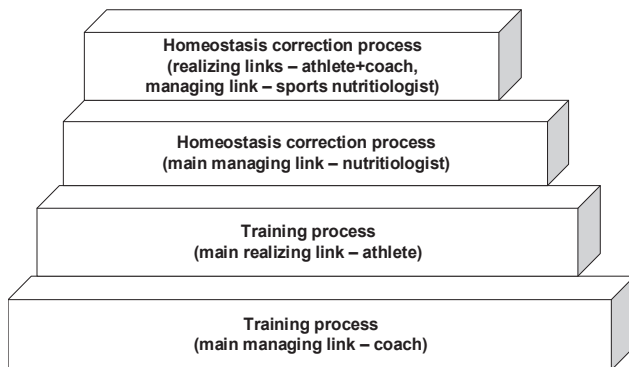 Homeostasis correction process
(realizing links – athlete+coach,
managing link – sports nutritiologist)
Homeostasis correction process
(main managing link – nutritiologist)
Training process
(main realizing link – athlete)
Training process
(main managing link – coach)